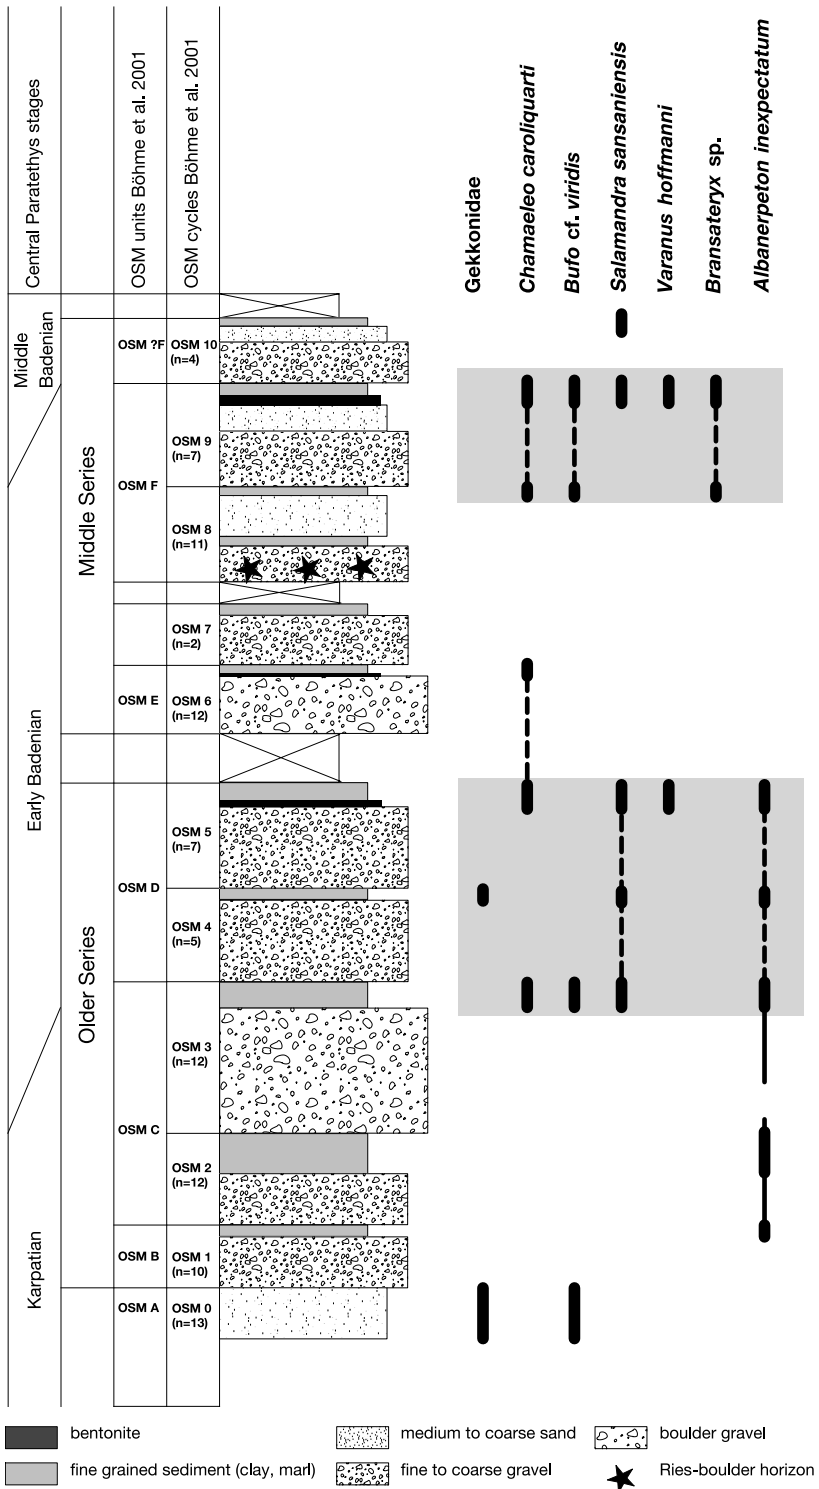 Central Paratethys stages
OSM units Böhme et al. 2001
OSM cycles Böhme et al. 2001
Gekkonidae
Chamaeleo caroliquarti
Bufo cf. viridis
Salamandra sansaniensis
Varanus hoffmanni
Bransateryx sp.
Albanerpeton inexpectatum
Middle
Badenian
Early Badenian
Karpatian
Middle Series
Older Series
OSM ?F
OSM F
OSM E
OSM D
OSM C
OSM B
OSM A
OSM 10
(n=4)
OSM 9
(n=7)
OSM 8
(n=11)
OSM 7
(n=2)
OSM 6
(n=12)
OSM 5
(n=7)
OSM 4
(n=5)
OSM 3
(n=12)
OSM 2
(n=12)
OSM 1
(n=10)
OSM 0
(n=13)
bentonite
medium to coarse sand
boulder gravel
fine grained sediment (clay, marl)
fine to coarse gravel
Ries-boulder horizon